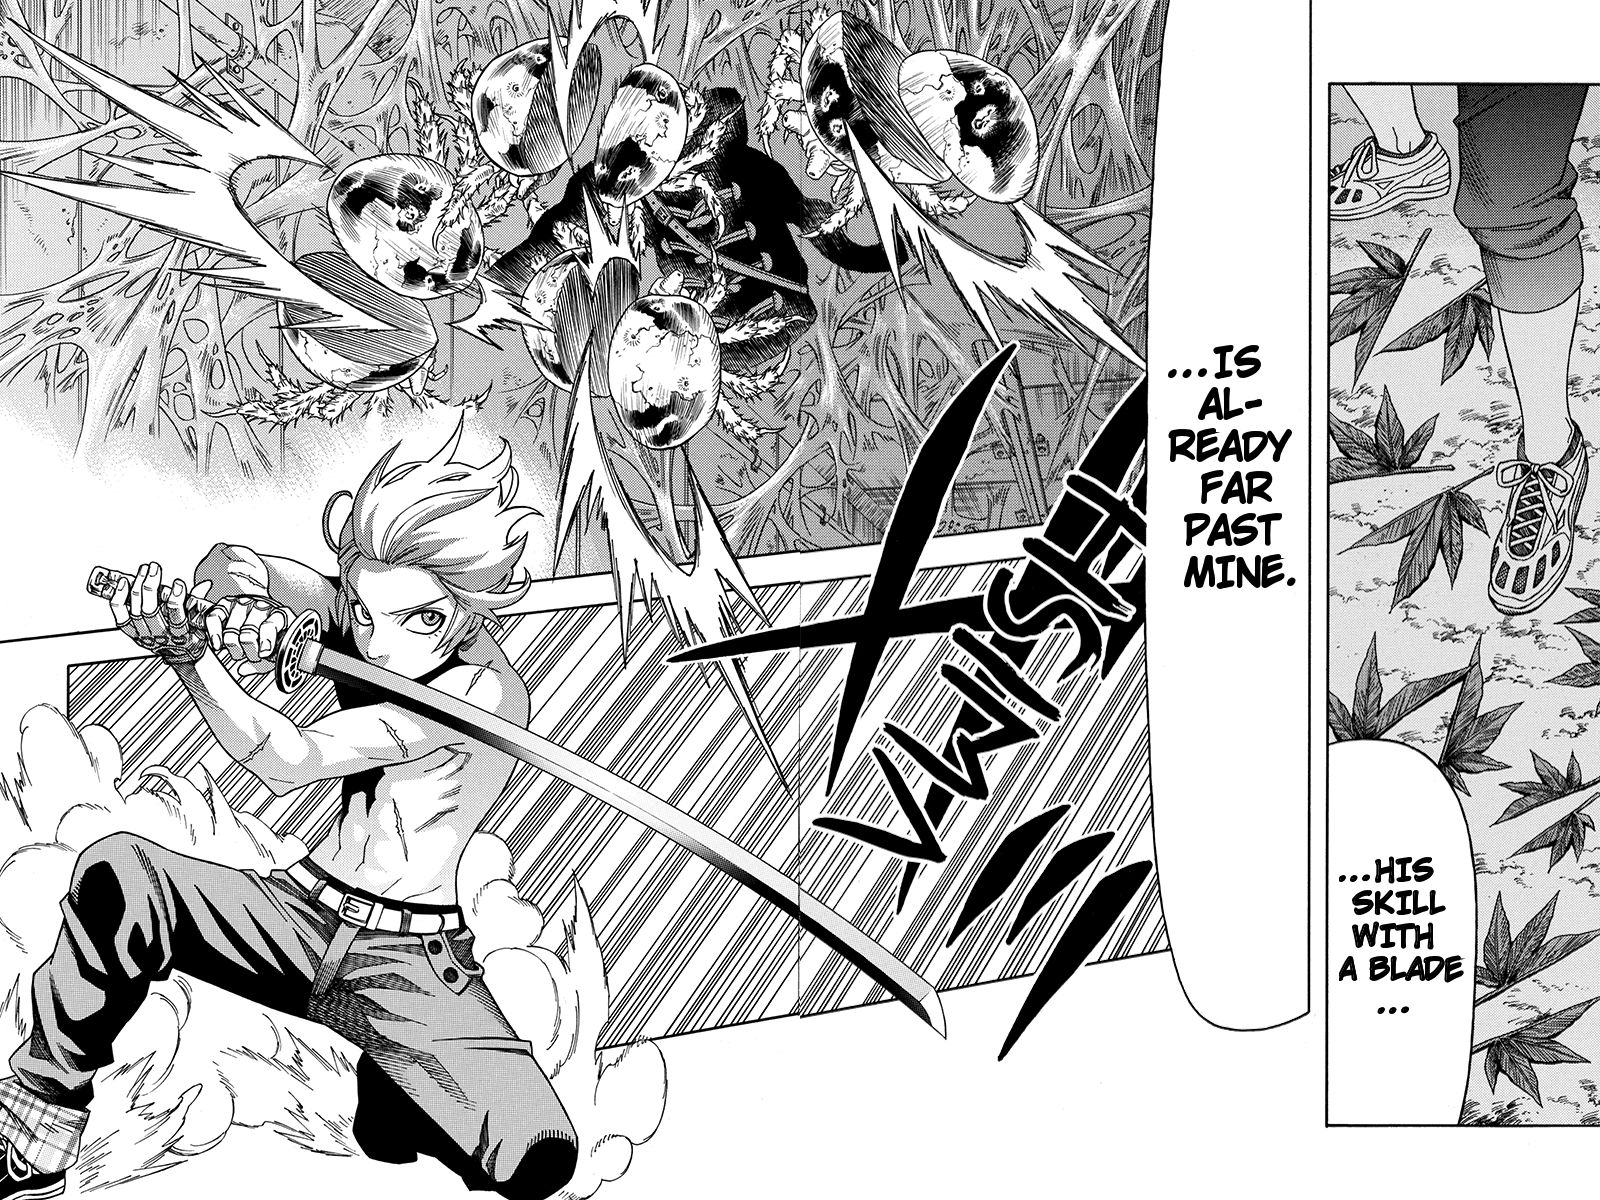 ...HIS
SKILL
WITH
A BLADE
...
...IS
AL-
READY
FAR
PAST
MINE.
VWISH